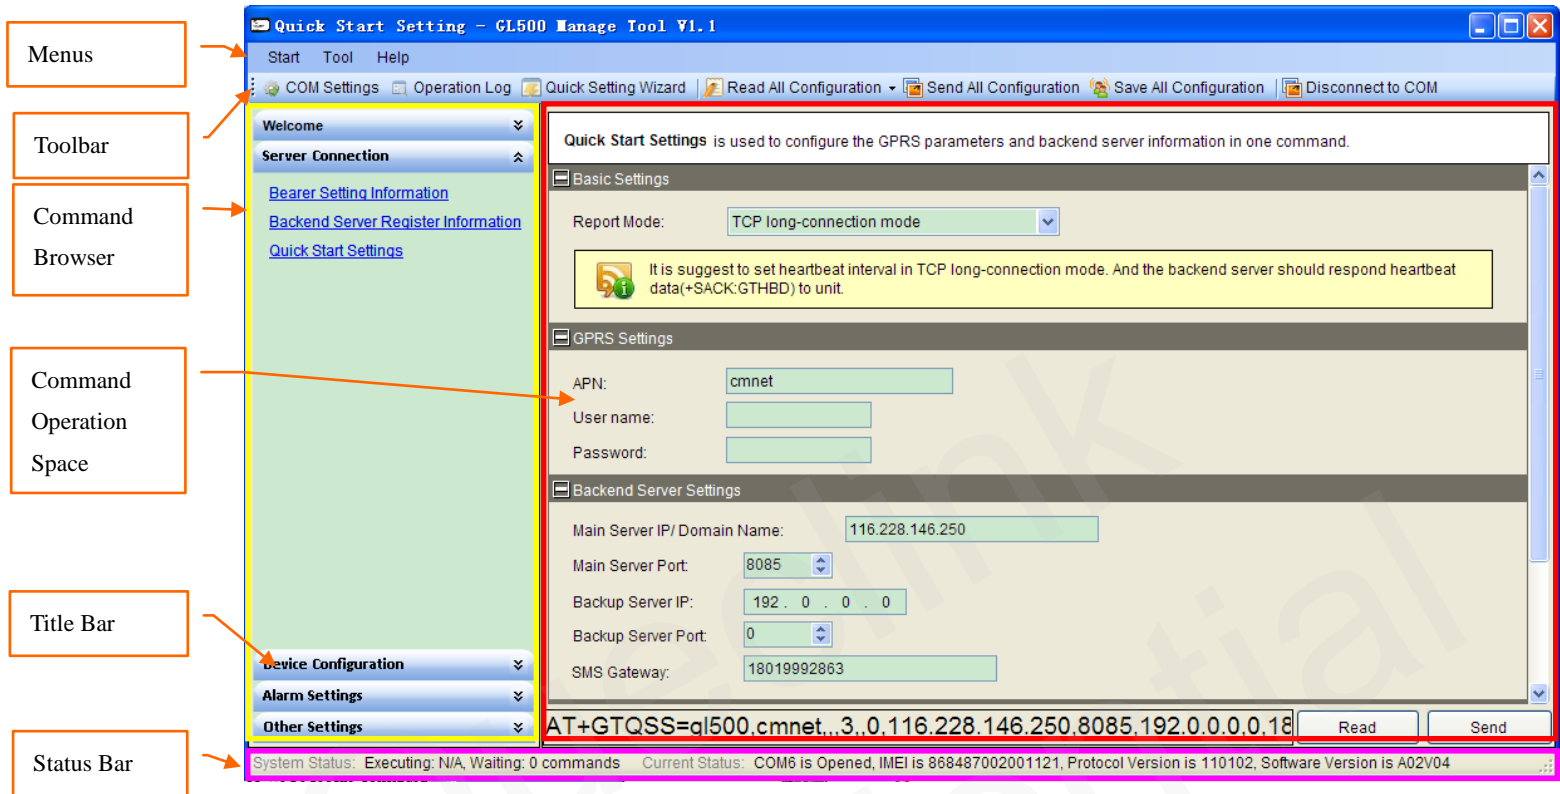 Quick Start Setting - GL500 Manage Tool V1.1
Menus
Start Tool Help
COM Settings Operation Log Quick Setting Wizard Read All Configuration Send All Configuration Save All Configuration Disconnect to COM
Toolbar
Welcome
Server Connection
Quick Start Settings is used to configure the GPRS parameters and backend server information in one command.
Command
Browser
Bearer Setting Information
Backend Server Register Information
Quick Start Settings
Basic Settings
Report Mode: TCP long-connection mode
It is suggest to set heartbeat interval in TCP long-connection mode. And the backend server should respond heartbeat
data(+SACK:GTHBD) to unit.
GPRS Settings
Command
Operation
Space
APN: cmnet
User name:
Password:
Backend Server Settings
Main Server IP/ Domain Name: 116.228.146.250
Main Server Port: 8085
Backup Server IP: 192 . 0 . 0 . 0
Backup Server Port: 0
SMS Gateway: 18019992863
Title Bar
Device Configuration
Alarm Settings
Other Settings
AT+GTQSS=gl500,cmnet,,,3,,0,116.228.146.250,8085,192.0.0.0,0,18
Read Send
Status Bar
System Status: Executing: N/A, Waiting: 0 commands Current Status: COM6 is Opened, IMEI is 868487002001121, Protocol Version is 110102, Software Version is A02V04